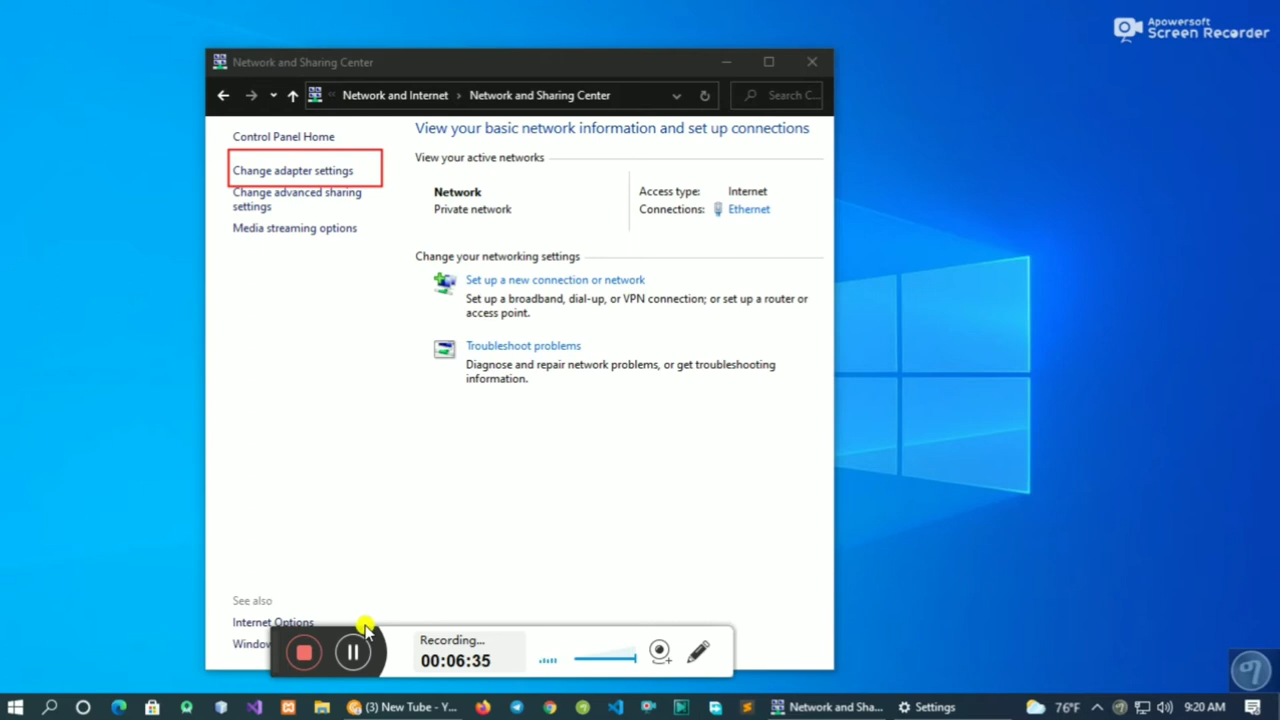 Apowersoft
Screen Recorder
Network and Sharing Center
Network and Internet
Network and Sharing Center
Search C...
Control Panel Home
Change adapter settings
Change advanced sharing
settings
Media streaming options
View your basic network information and set up connections
View your active networks
Network
Private network
Access type: Internet
Connections: Ethernet
Change your networking settings
Set up a new connection or network
Set up a broadband, dial-up, or VPN connection; or set up a router or
access point.
Troubleshoot problems
Diagnose and repair network problems, or get troubleshooting
information.
See also
Internet Options
Window
Recording...
00:06:35
(3) New Tube - Y...
Network and Sha...
Settings
76°F
9:20 AM